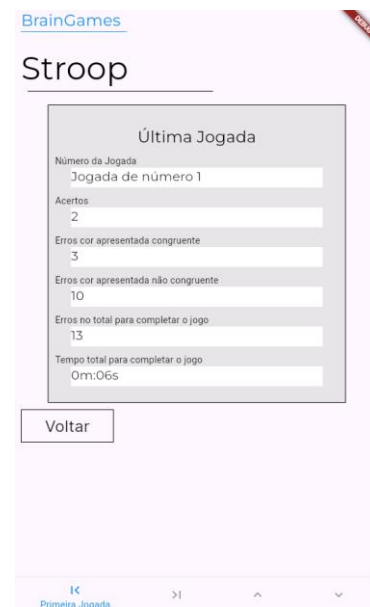 BrainGames
Stroop
Última Jogada
Número da Jogada
Jogada de número 1
Acertos
2
Erros cor apresentada congruente
3
Erros cor apresentada não congruente
10
Erros no total para completar o jogo
13
Tempo total para completar o jogo
0m:06s
Voltar
Primeira Jogada